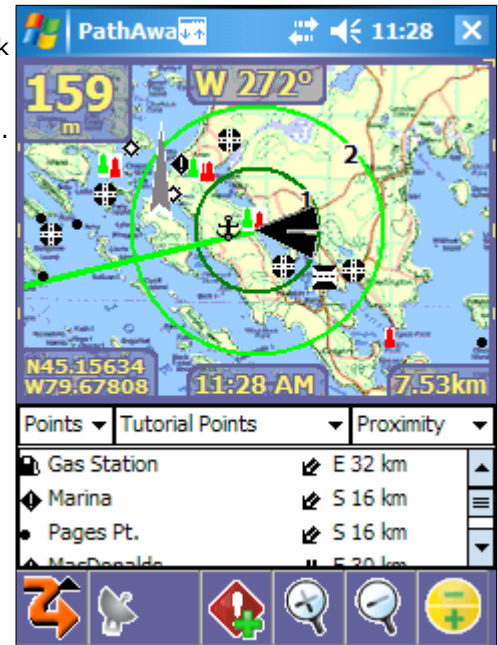 k
.
PathAwa 11:28
159
m
W 272°
2
1
N45.15634
W79.67808
11:28 AM
7.53km
Points Tutorial Points Proximity
Gas Station E 32 km
Marina S 16 km
Pages Pt. S 16 km
MacDonalds E 30 km